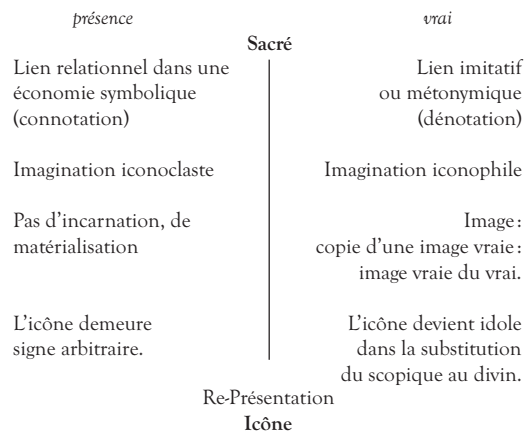 présence
vrai
Sacré
Lien relationnel dans une
économie symbolique
(connotation)
Lien imitatif
ou métonymique
(dénotation)
Imagination iconoclaste
Imagination iconophile
Pas d'incarnation, de
matérialisation
Image :
copie d'une image vraie :
image vraie du vrai.
L'icône demeure
signe arbitraire.
L'icône devient idole
dans la substitution
du scopique au divin.
Re-Présentation
Icône